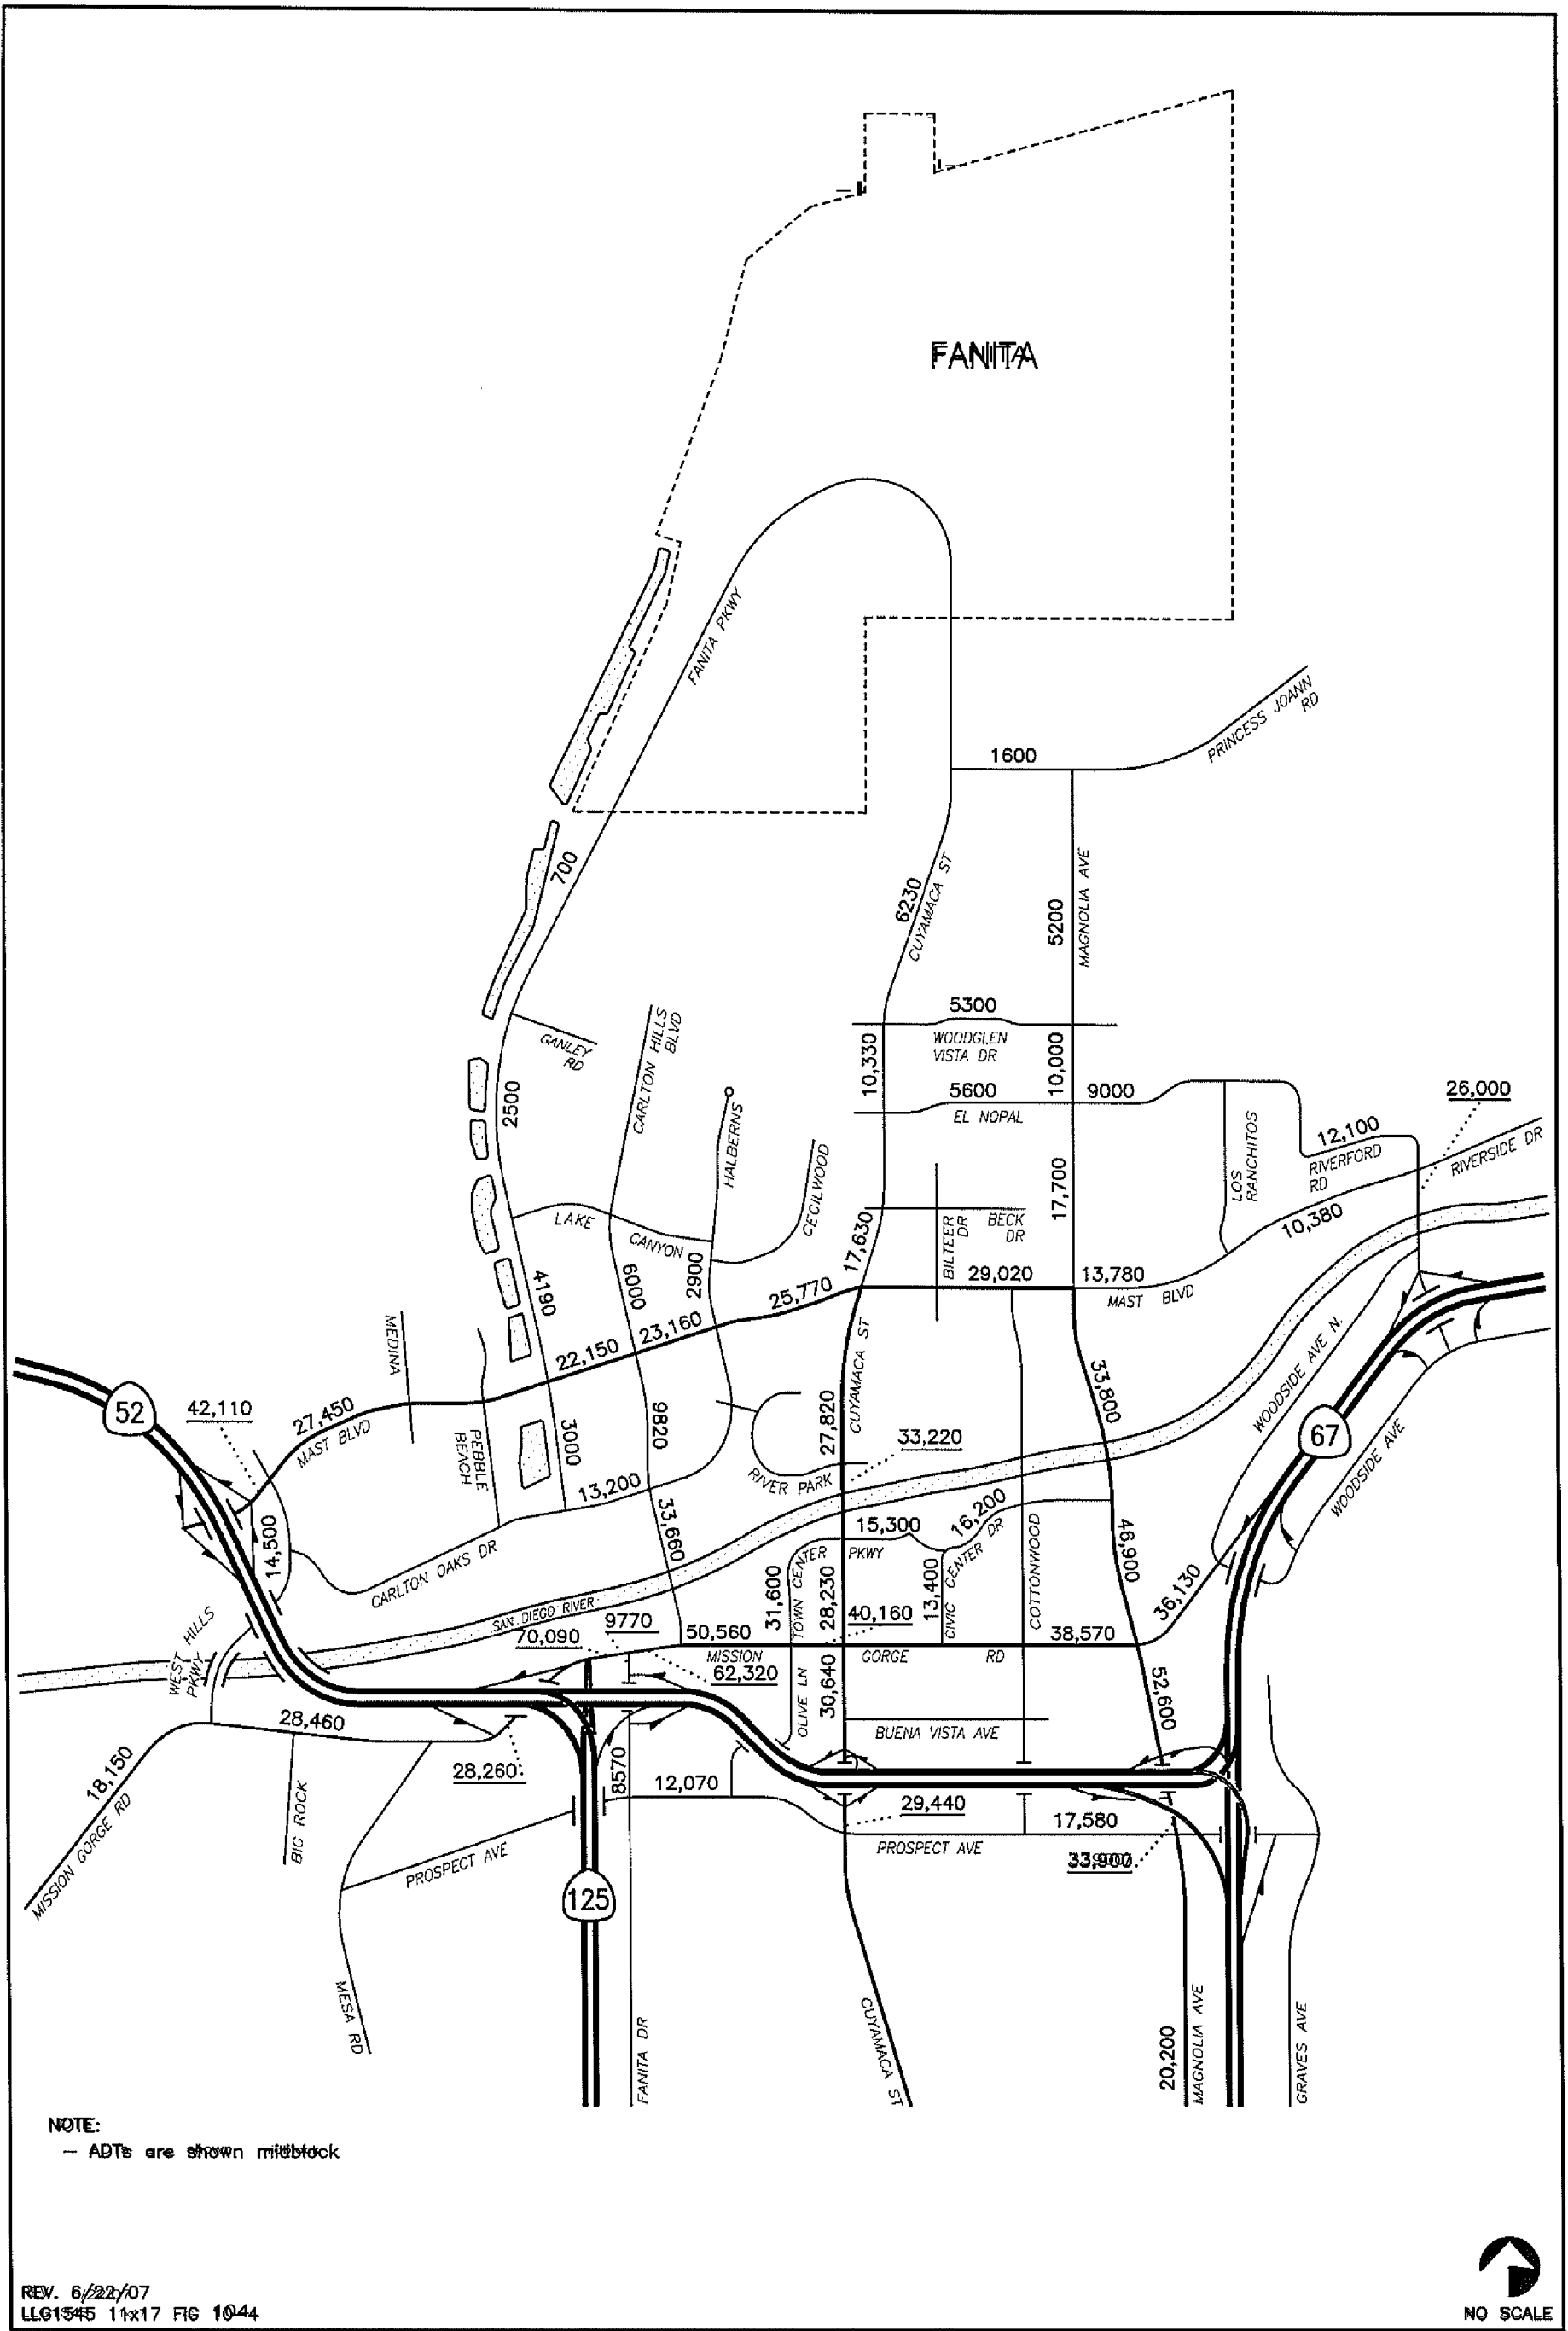 FANITA
FANITA PKWY
PRINCESS JOANN
RD
1600
700
6230
CUYAMACA ST
5200
MAGNOLIA AVE
5300
WOODGLEN
VISTA DR
GANLEY
RD
CARLTON HILLS
BLVD
10,330
10,000
2500
5600
EL NOPAL
9000
26,000
HALBERNS
CECILWOOD
LOS
RANCHITOS
12,100
RIVERFORD
RD
RIVERSIDE DR
17,700
LAKE
CANYON
17,630
BILTEER
DR
BECK
DR
10,380
4190
6000
2900
25,770
29,020
13,780
MAST BLVD
MEDINA
22,150
23,160
CUYAMACA ST
33,800
WOODSIDE AVE N.
52
42,110
27,450
MAST BLVD
PEBBLE
BEACH
3000
9820
27,820
33,220
67
WOODSIDE AVE
13,200
RIVER PARK
14,500
33,660
15,300
16,200
CARLTON OAKS DR
TOWN CENTER
PKWY
31,600
28,230
13,400
CIVIC CENTER
DR
COTTONWOOD
46,900
36,130
SAN DIEGO RIVER
WEST HILLS
PKWY
9770
70,090
50,560
40,160
38,570
MISSION
GORGE
RD
62,320
OLIVE LN
30,640
52,600
28,460
BUENA VISTA AVE
18,150
MISSION GORGE RD
28,260
8570
12,070
29,440
17,580
BIG ROCK
PROSPECT AVE
PROSPECT AVE
33,900
125
MESA RD
FANITA DR
CUYAMACA ST
20,200
MAGNOLIA AVE
GRAVES AVE
NOTE:
— ADTs are shown midblock
REV. 6/22/07
LLG1545 11x17 FIG 10-4
NO SCALE